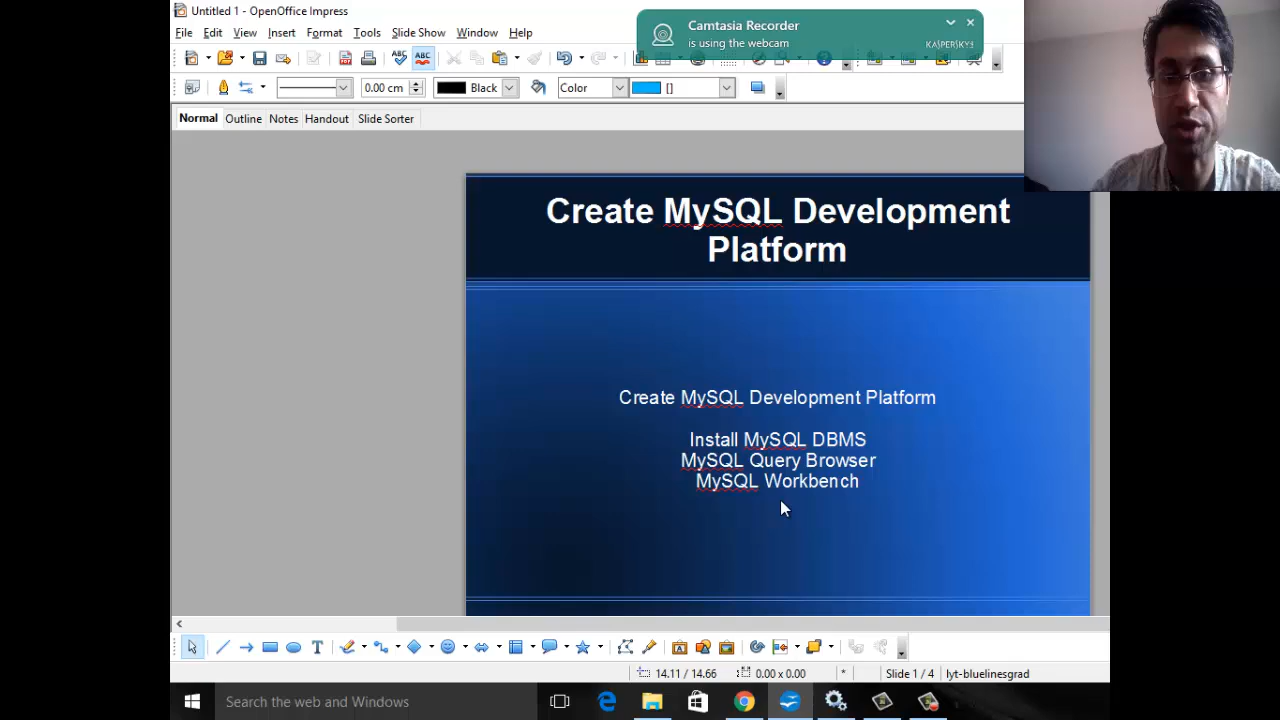 Untitled 1 - OpenOffice Impress
File Edit View Insert Format Tools Slide Show Window Help
Camtasia Recorder
is using the webcam
KASPERSKY
ABC ABC
0.00 cm Black Color []
Normal Outline Notes Handout Slide Sorter
Create MySQL Development
Platform
Create MySQL Development Platform
Install MySQL DBMS
MySQL Query Browser
MySQL Workbench
T
14.11 / 14.66 0.00 x 0.00 * Slide 1 / 4 lyt-bluelinesgrad
Search the web and Windows